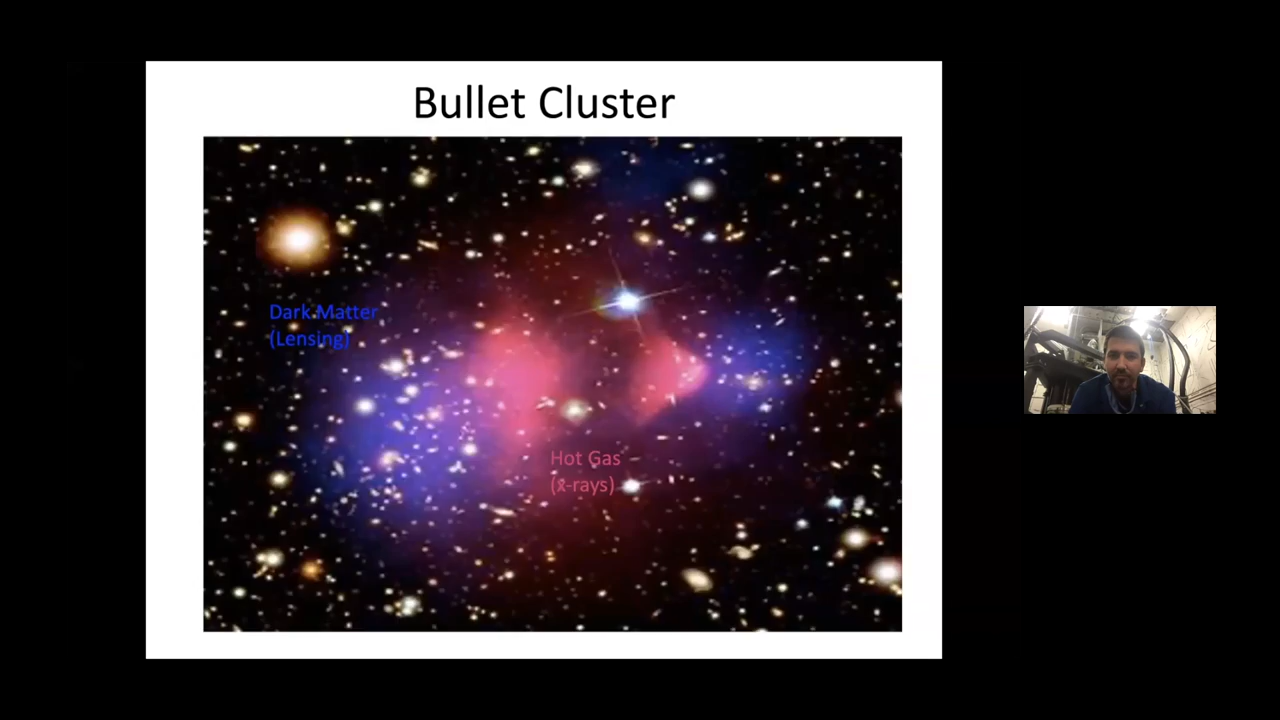 Bullet Cluster
Dark Matter
(Lensing)
Hot Gas
(x-rays)